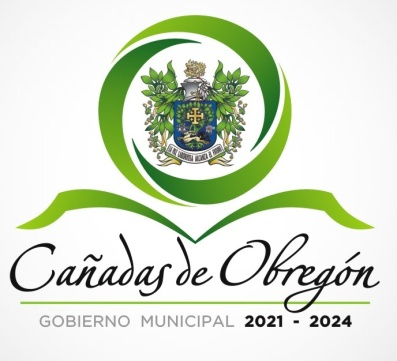 Cañadas de Obregón
GOBIERNO MUNICIPAL 2021 - 2024